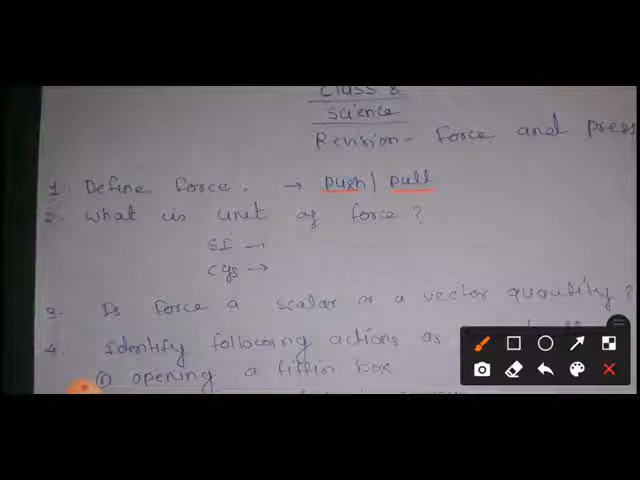 Class 8
Science
Revision - Force and press
1. Define force. → push/ pull
2. What is unit of force?
SI →
Cgs →
3. Is force a scalar or a vector quantity?
4. Identify following actions as
① opening a tiffin box